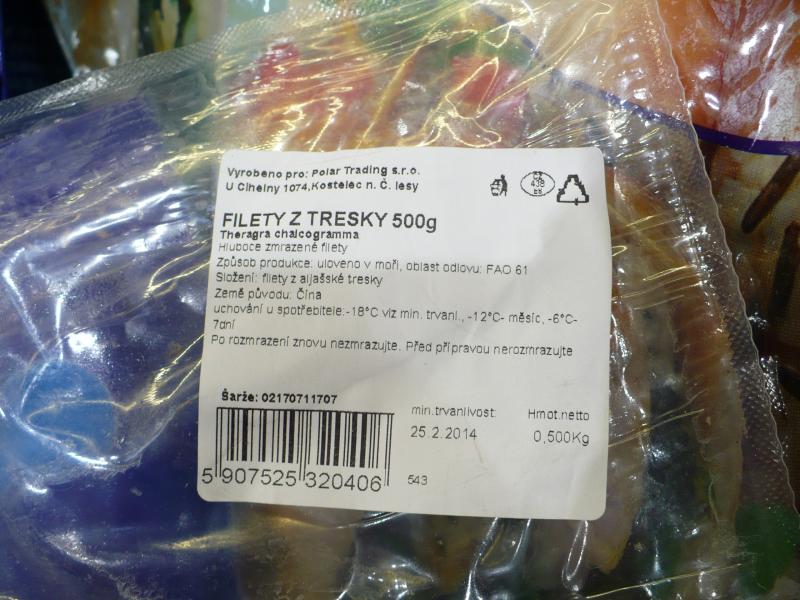 Vyrobeno pro: Polar Trading s.r.o.
U Cihelny 1074,Kostelec n. Č. lesy
CZ
438
ES
FILETY Z TRESKY 500g
Theragra chalcogramma
Hluboce zmrazené filety
Způsob produkce: uloveno v moři, oblast odlovu: FAO 61
Složení: filety z aljašské tresky
Země původu: Čína
uchování u spotřebitele:-18°C viz min. trvanl., -12°C- měsíc, -6°C-
7dní
Po rozmrazení znovu nezmrazujte. Před přípravou nerozmrazujte
Šarže: 02170711707
min.trvanlivost:
Hmot.netto
25.2.2014
0,500Kg
5 907525 320406
543